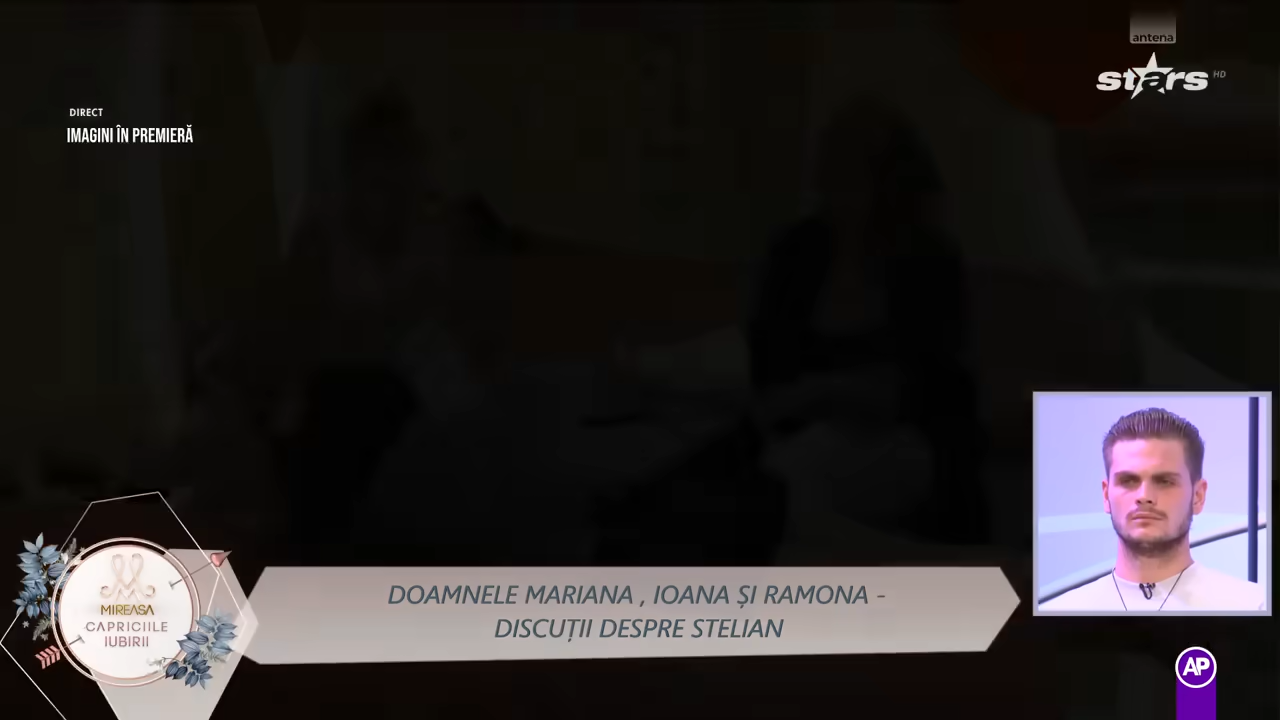 antena
stars HD
DIRECT
IMAGINI ÎN PREMIERĂ
DOAMNELE MARIANA , IOANA ȘI RAMONA -
DISCUȚII DESPRE STELIAN
MIREASA
CAPRICIILE
IUBIRII
AP